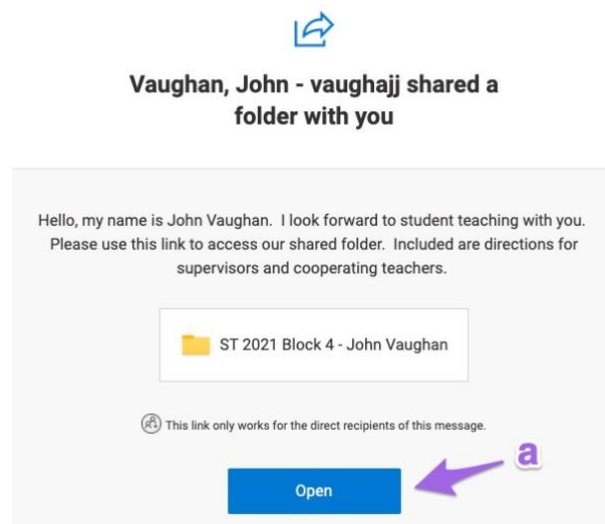 Vaughan, John - vaughajj shared a
folder with you
Hello, my name is John Vaughan.  I look forward to student teaching with you.
Please use this link to access our shared folder.  Included are directions for
supervisors and cooperating teachers.
ST 2021 Block 4 - John Vaughan
This link only works for the direct recipients of this message.
a
Open